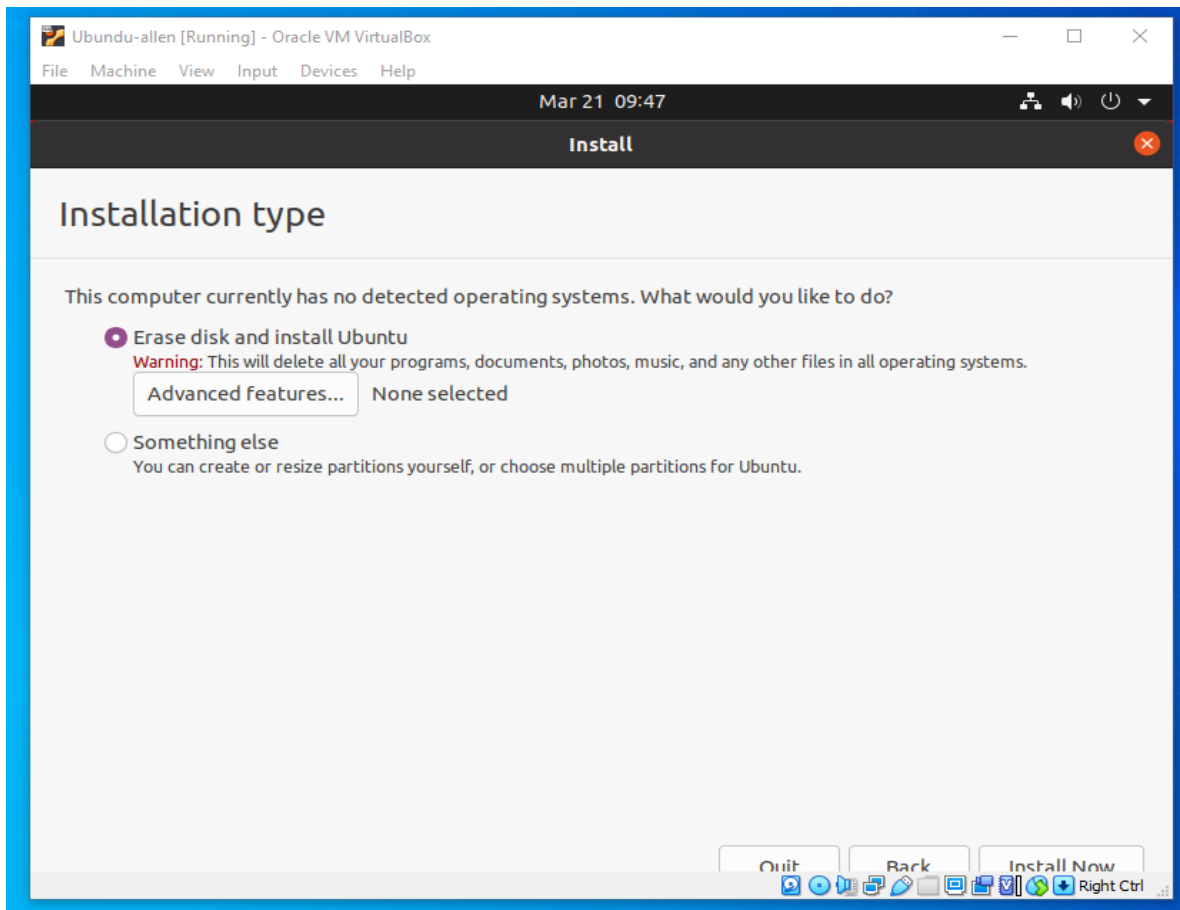 Ubundu-allen [Running] - Oracle VM VirtualBox
File Machine View Input Devices Help
Mar 21 09:47
Install
Installation type
This computer currently has no detected operating systems. What would you like to do?
Erase disk and install Ubuntu
Warning: This will delete all your programs, documents, photos, music, and any other files in all operating systems.
Advanced features... None selected
Something else
You can create or resize partitions yourself, or choose multiple partitions for Ubuntu.
Quit Back Install Now
Right Ctrl